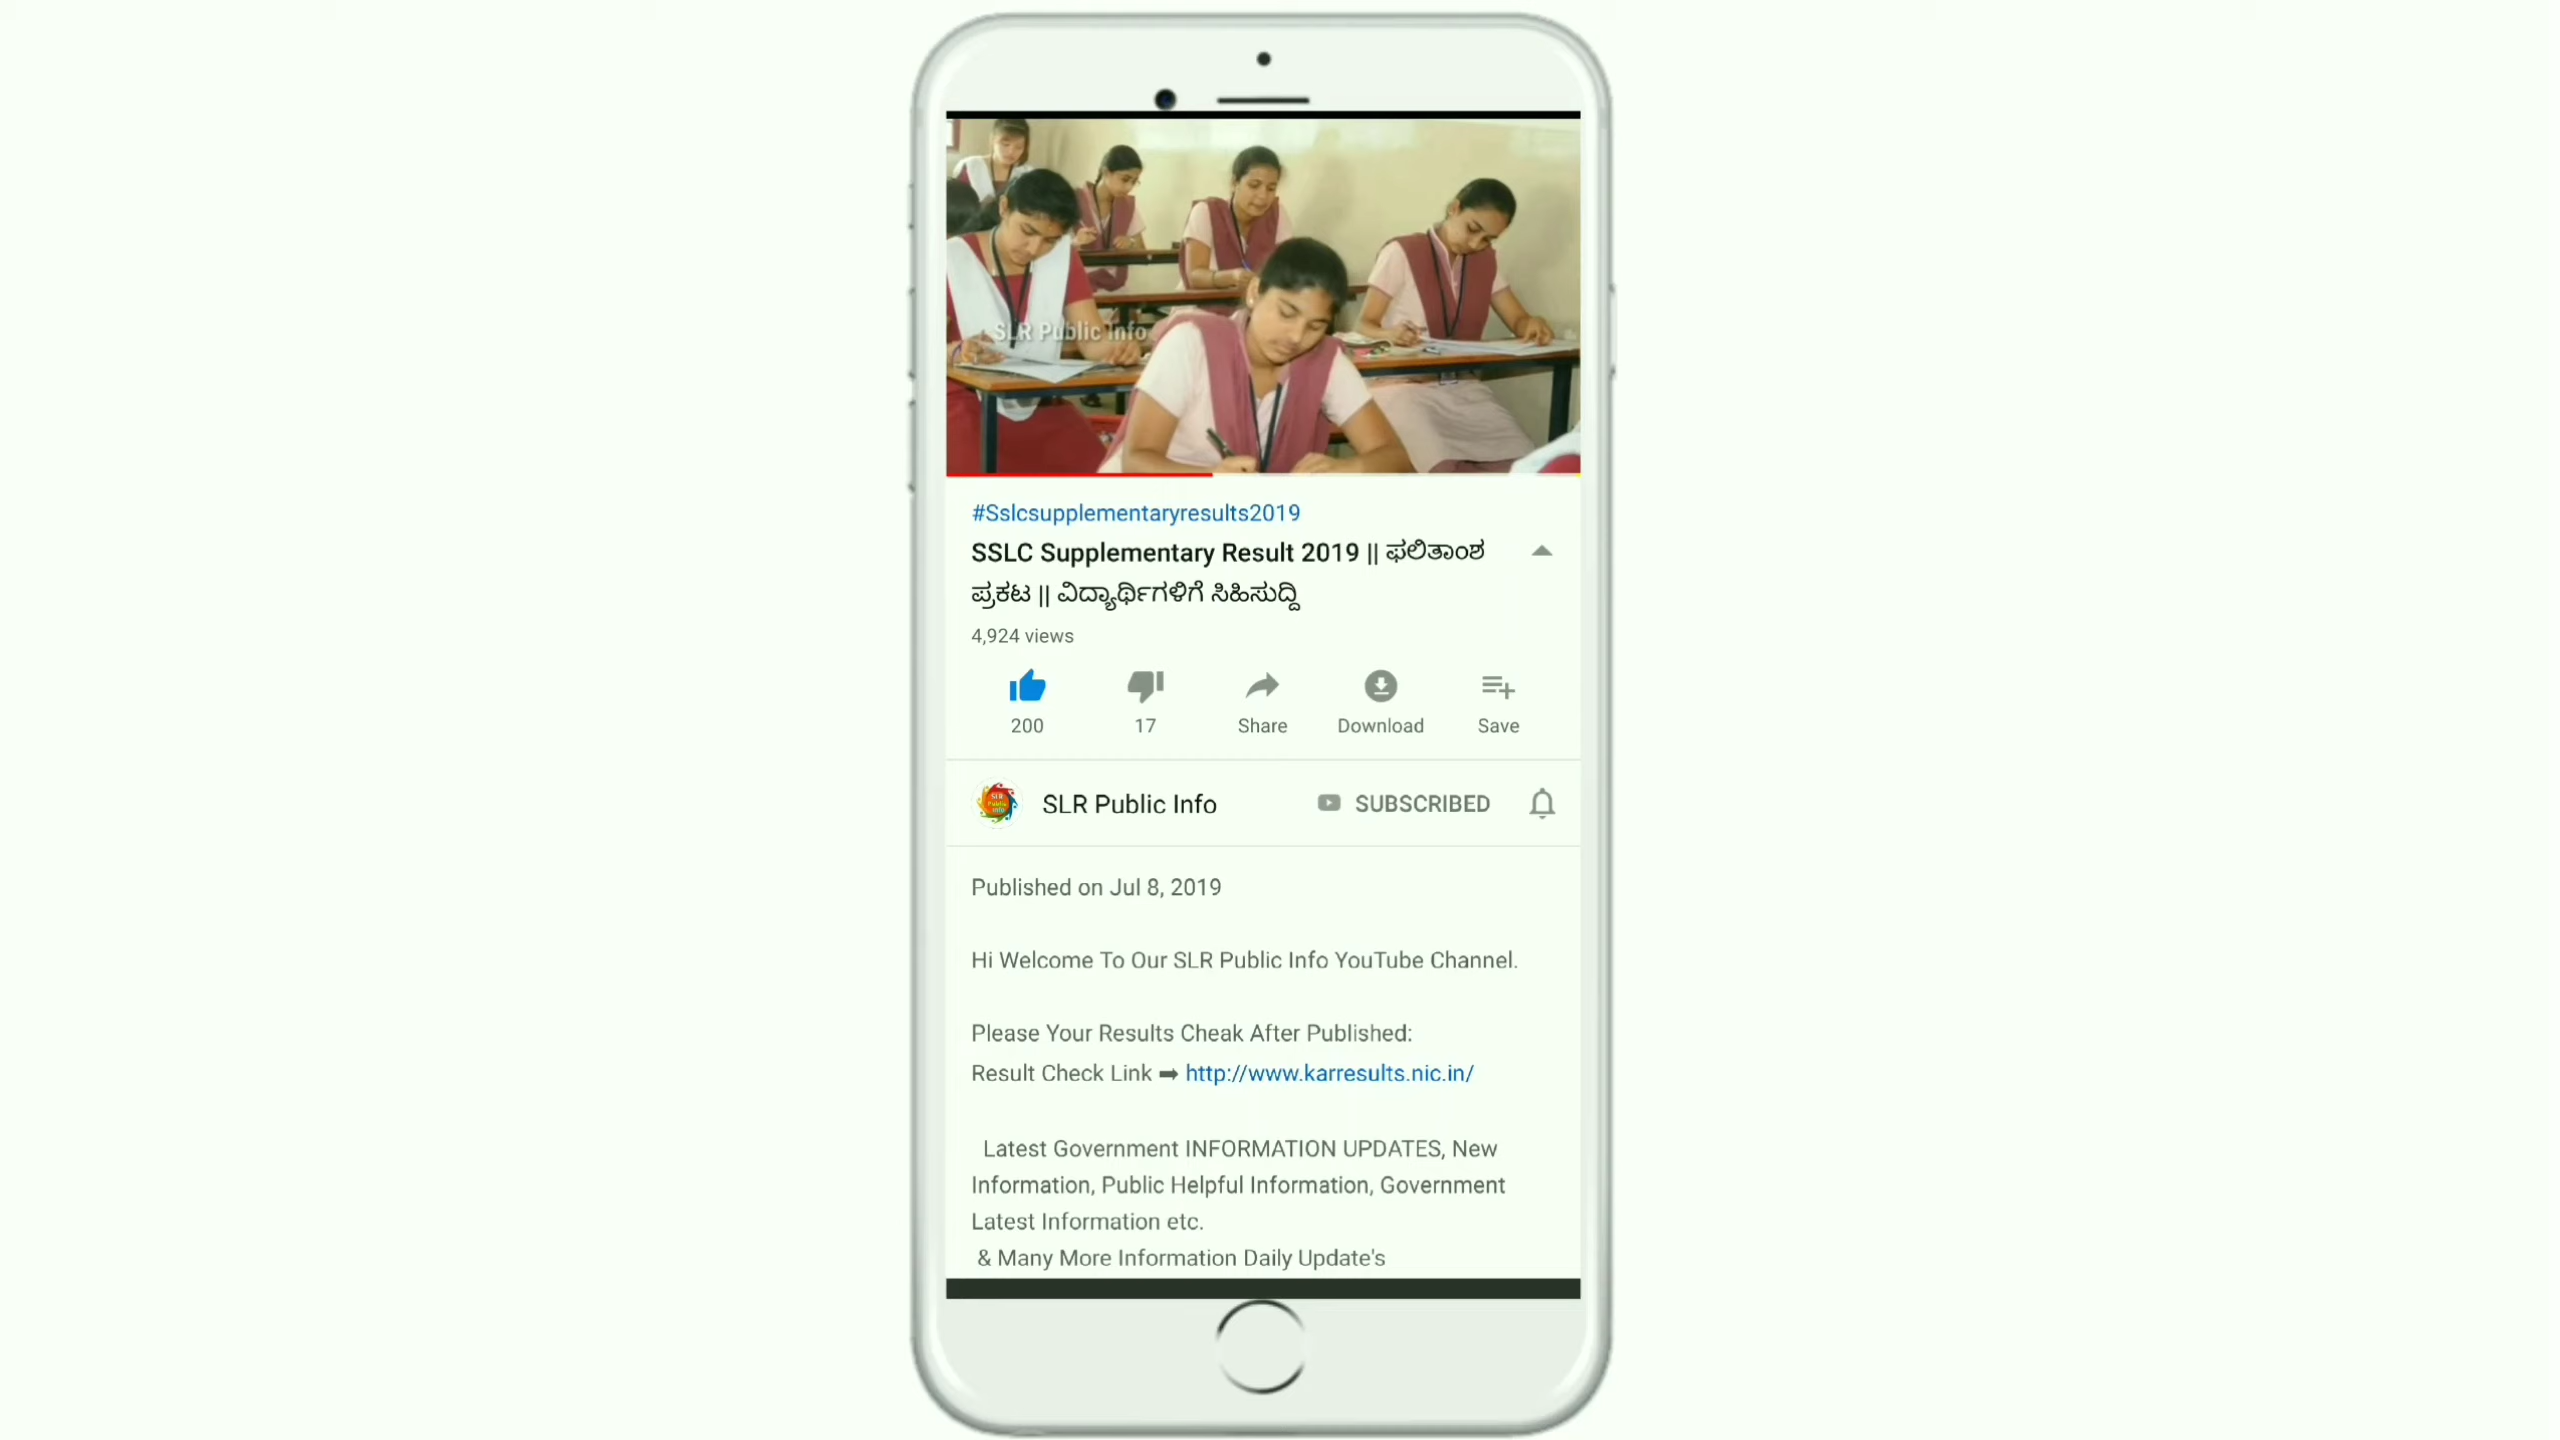 SLR Public Info
#Sslcsupplementaryresults2019
SSLC Supplementary Result 2019 || ಫಲಿತಾಂಶ
ಪ್ರಕಟ || ವಿದ್ಯಾರ್ಥಿಗಳಿಗೆ ಸಿಹಿಸುದ್ದಿ
4,924 views
200 17 Share Download Save
SLR Public Info
SLR Public Info SUBSCRIBED
Published on Jul 8, 2019
Hi Welcome To Our SLR Public Info YouTube Channel.
Please Your Results Cheak After Published:
Result Check Link ➡ http://www.karresults.nic.in/
Latest Government INFORMATION UPDATES, New
Information, Public Helpful Information, Government
Latest Information etc.
& Many More Information Daily Update's